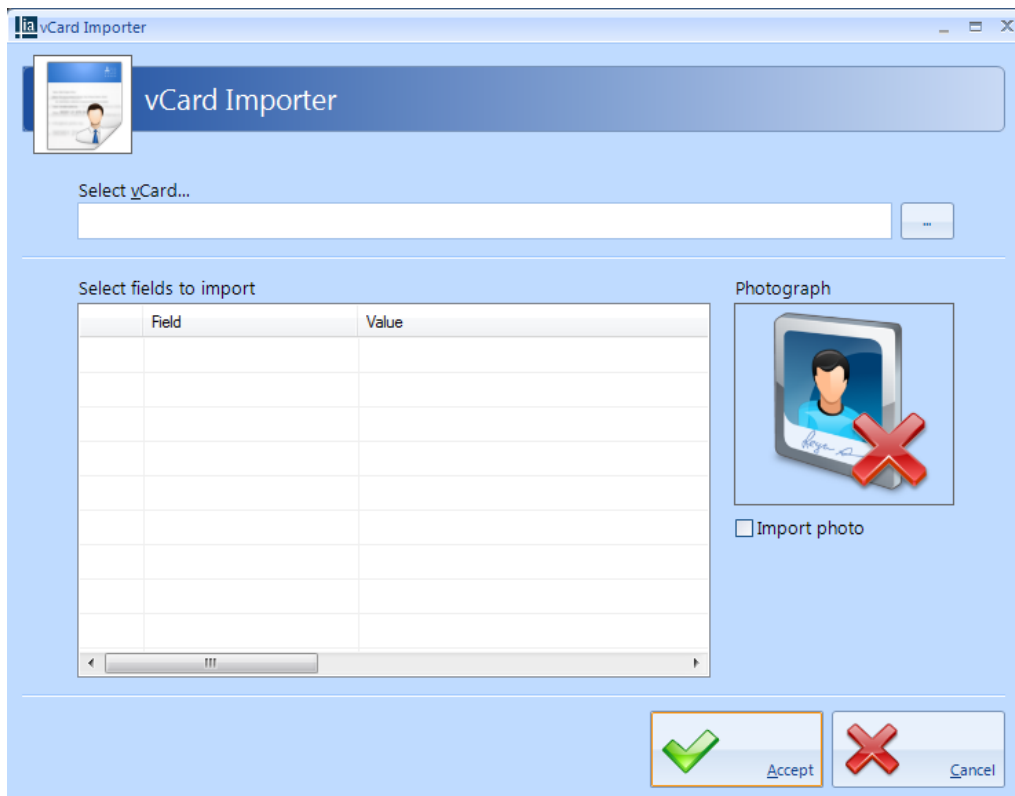 ia vCard Importer
vCard Importer
Select vCard...
...
Select fields to import
Photograph
Field Value
Import photo
Accept
Cancel